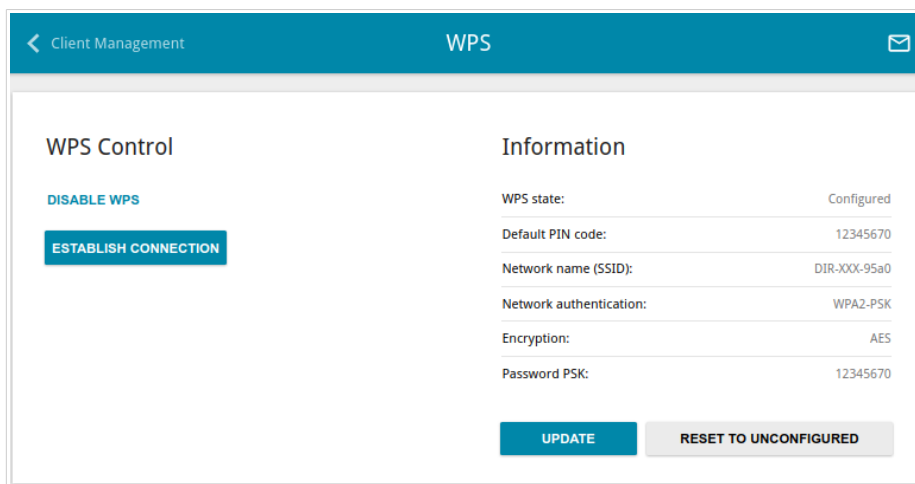 Client Management
WPS
WPS Control
DISABLE WPS
ESTABLISH CONNECTION
Information
WPS state: Configured
Default PIN code: 12345670
Network name (SSID): DIR-XXX-95a0
Network authentication: WPA2-PSK
Encryption: AES
Password PSK: 12345670
UPDATE
RESET TO UNCONFIGURED